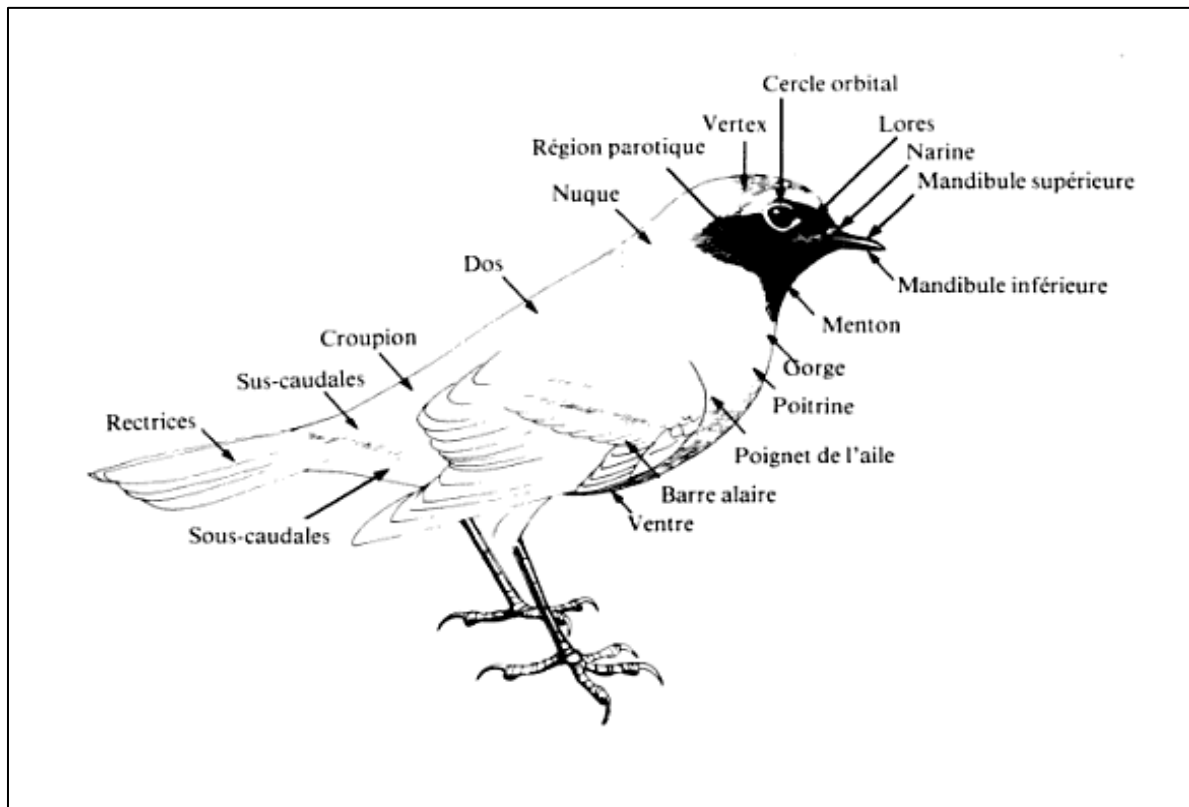 Cercle orbital
Vertex
Lores
Région parotique
Narine
Mandibule supérieure
Nuque
Dos
Mandibule inférieure
Menton
Croupion
Gorge
Sus-caudales
Poitrine
Rectrices
Poignet de l'aile
Barre alaire
Ventre
Sous-caudales